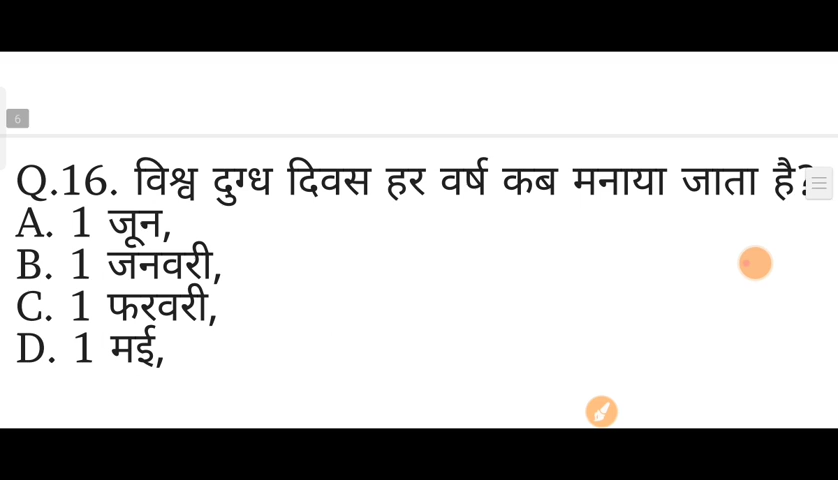 6
Q.16. विश्व दुग्ध दिवस हर वर्ष कब मनाया जाता है?
A. 1 जून,
B. 1 जनवरी,
C. 1 फरवरी,
D. 1 मई,